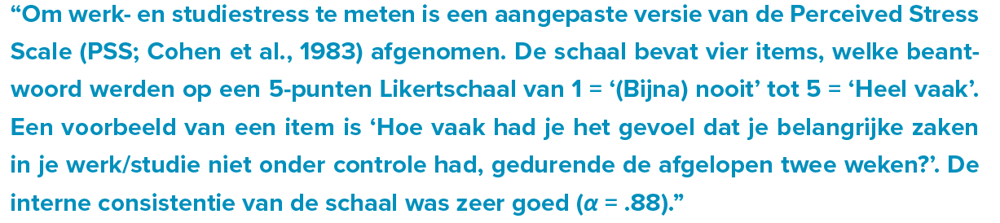 “Om werk- en studiestress te meten is een aangepaste versie van de Perceived Stress
Scale (PSS; Cohen et al., 1983) afgenomen. De schaal bevat vier items, welke beant-
woord werden op een 5-punten Likertschaal van 1 = ‘(Bijna) nooit’ tot 5 = ‘Heel vaak’.
Een voorbeeld van een item is ‘Hoe vaak had je het gevoel dat je belangrijke zaken
in je werk/studie niet onder controle had, gedurende de afgelopen twee weken?’. De
interne consistentie van de schaal was zeer goed (α = .88).”